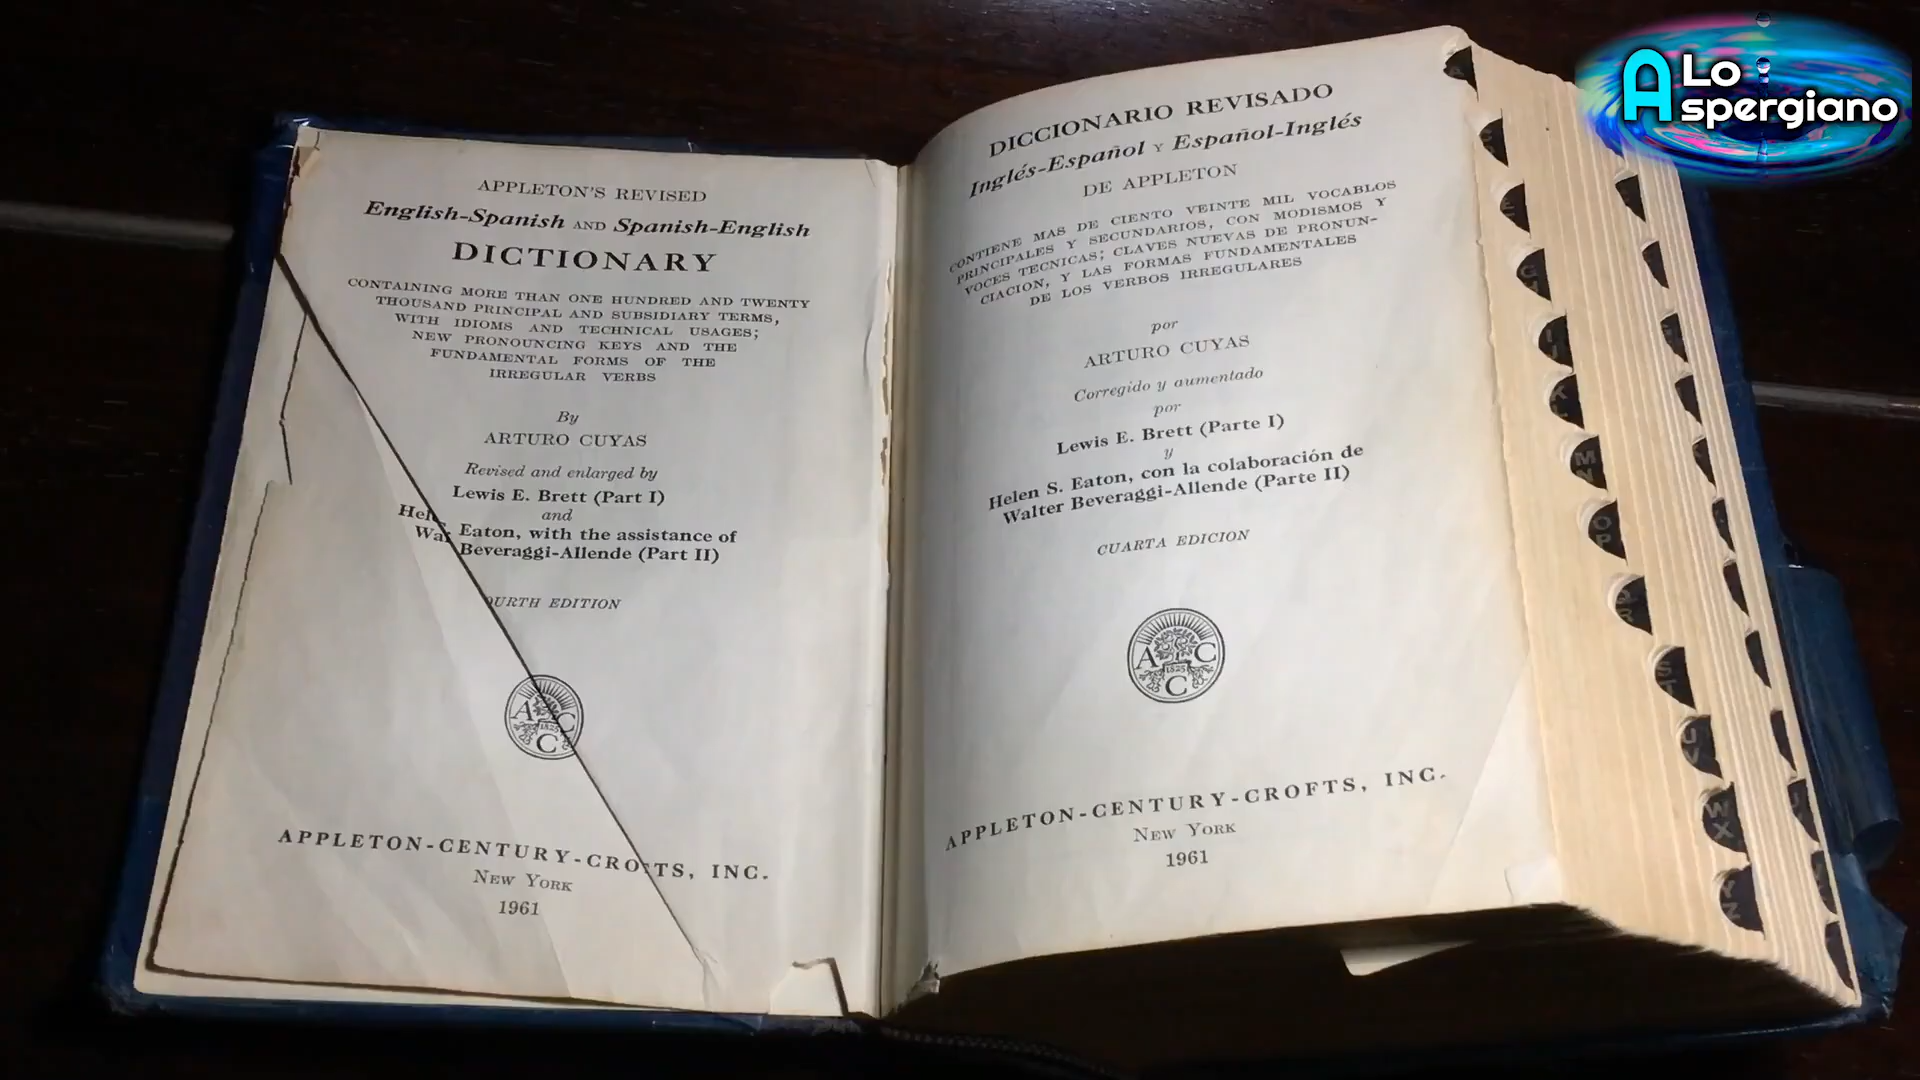 APPLETON'S REVISED
English-Spanish AND Spanish-English
DICTIONARY
CONTAINING MORE THAN ONE HUNDRED AND TWENTY
THOUSAND PRINCIPAL AND SUBSIDIARY TERMS,
WITH IDIOMS AND TECHNICAL USAGES;
NEW PRONOUNCING KEYS AND THE
FUNDAMENTAL FORMS OF THE
IRREGULAR VERBS
By
ARTURO CUYAS
Revised and enlarged by
Lewis E. Brett (Part I)
and
Eaton, with the assistance of
Beveraggi-Allende (Part II)
EDITION
A C C
1825
APPLETON-CENTURY-CROFTS, INC.
NEW YORK
1961
DICCIONARIO REVISADO
Inglés-Español Y Español-Inglés
DE APPLETON
CONTIENE MAS DE CIENTO VEINTE MIL VOCABLOS
PRINCIPALES Y SECUNDARIOS, CON MODISMOS Y
VOCES TECNICAS; CLAVES NUEVAS DE PRONUN-
CIACION, Y LAS FORMAS FUNDAMENTALES
DE LOS VERBOS IRREGULARES
por
ARTURO CUYAS
Corregido y aumentado
por
Lewis E. Brett (Parte I)
y
Helen S. Eaton, con la colaboración de
Walter Beveraggi-Allende (Parte II)
CUARTA EDICION
A C C
1825
APPLETON-CENTURY-CROFTS, INC.
NEW YORK
1961
A Lo
Aspergiano
M N
O P
S T
U V
W X
Y Z